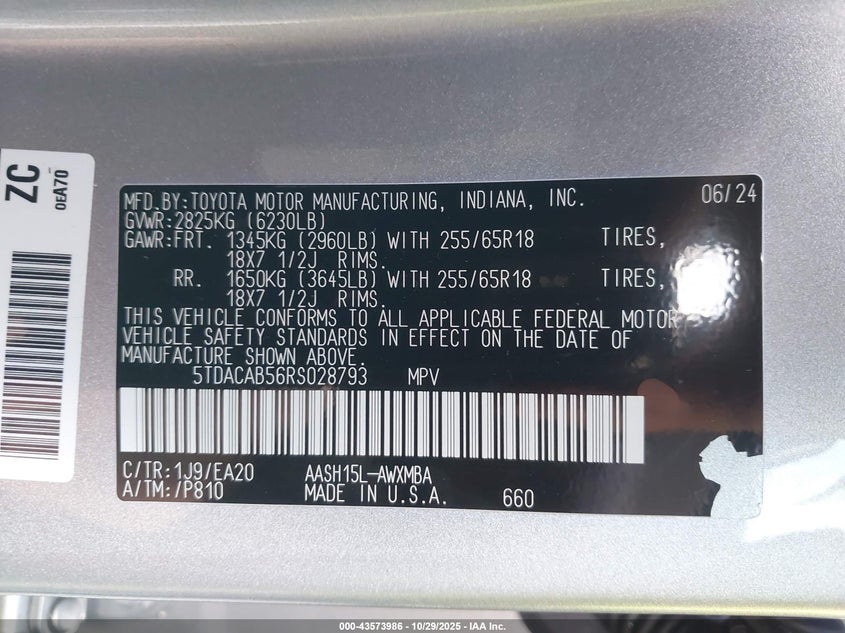 ZC
0EA70
MFD.BY:TOYOTA MOTOR MANUFACTURING, INDIANA, INC. 06/24
GVWR:2825KG (6230LB)
GAWR:FRT. 1345KG (2960LB) WITH 255/65R18 TIRES,
18X7 1/2J RIMS.
RR. 1650KG (3645LB) WITH 255/65R18 TIRES,
18X7 1/2J RIMS.
THIS VEHICLE CONFORMS TO ALL APPLICABLE FEDERAL MOTOR
VEHICLE SAFETY STANDARDS IN EFFECT ON THE DATE OF
MANUFACTURE SHOWN ABOVE.
5TDACAB56RS028793 MPV
C/TR:1J9/EA20 AASH15L-AWXMBA
A/TM:/P810 MADE IN U.S.A. 660
000-43573986 - 10/29/2025 - IAA Inc.